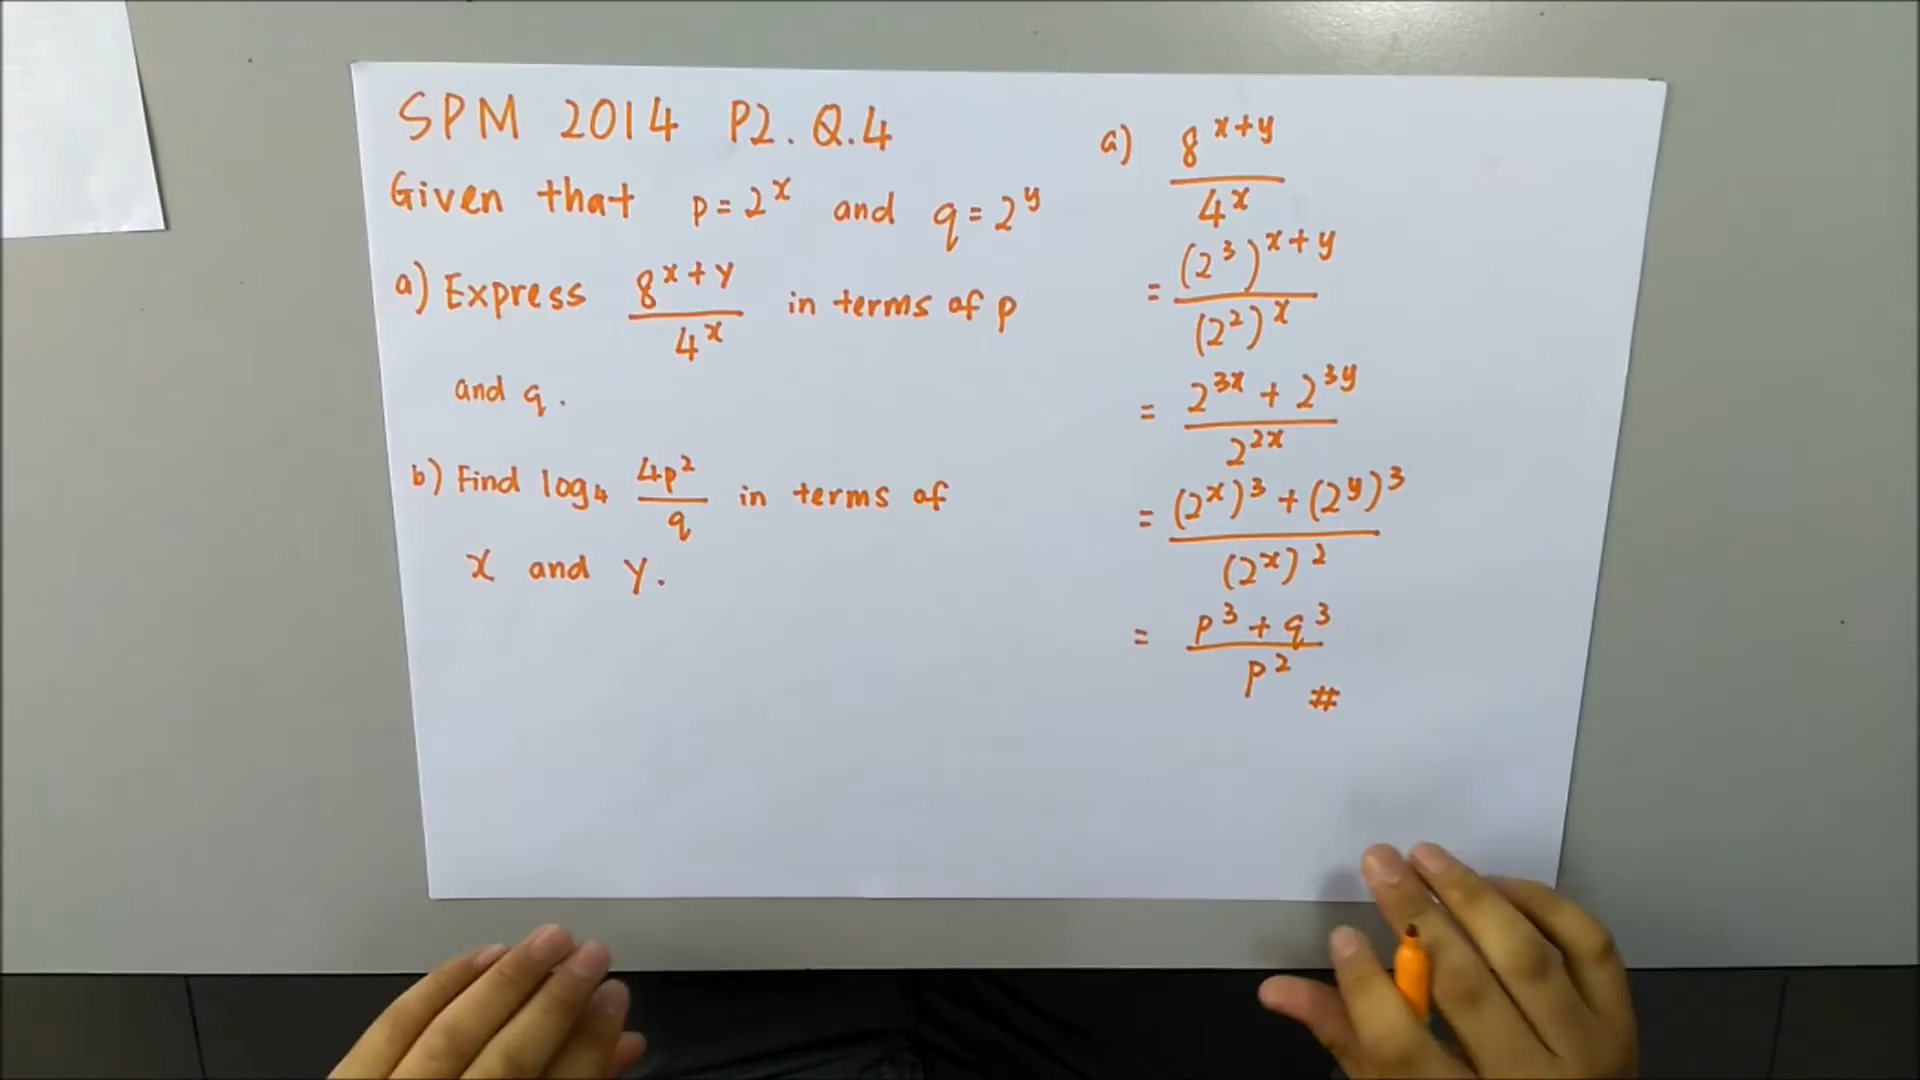 SPM 2014 P2. Q.4
Given that p = 2^x and q = 2^y
a) Express 8^(x+y) / 4^x in terms of p
and q.
b) Find log₄ 4p² / q in terms of
x and y.
a) 8^(x+y) / 4^x
= (2³)^(x+y) / (2²)^x
= 2^(3x) + 2^(3y) / 2^(2x)
= (2^x)³ + (2^y)³ / (2^x)²
= p³ + q³ / p² #